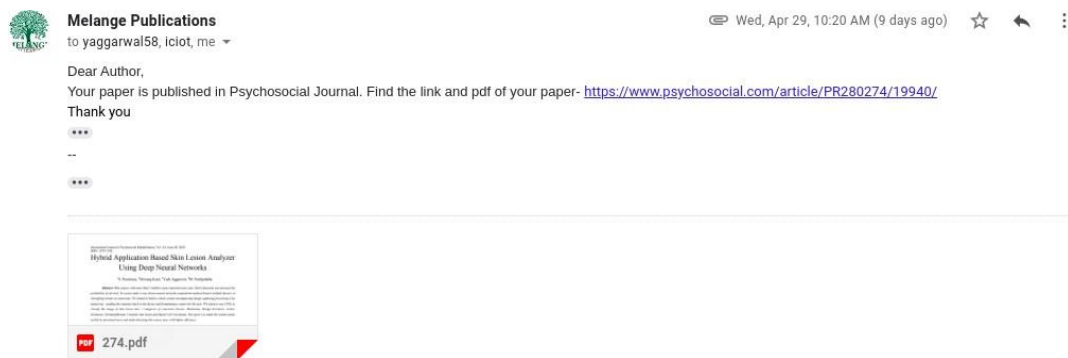 Melange Publications
Wed, Apr 29, 10:20 AM (9 days ago)
to yaggarwal58, iciot, me
Dear Author,
Your paper is published in Psychosocial Journal. Find the link and pdf of your paper- https://www.psychosocial.com/article/PR280274/19940/
Thank you
--
Hybrid Application Based Skin Lesion Analyzer
Using Deep Neural Networks
PDF 274.pdf